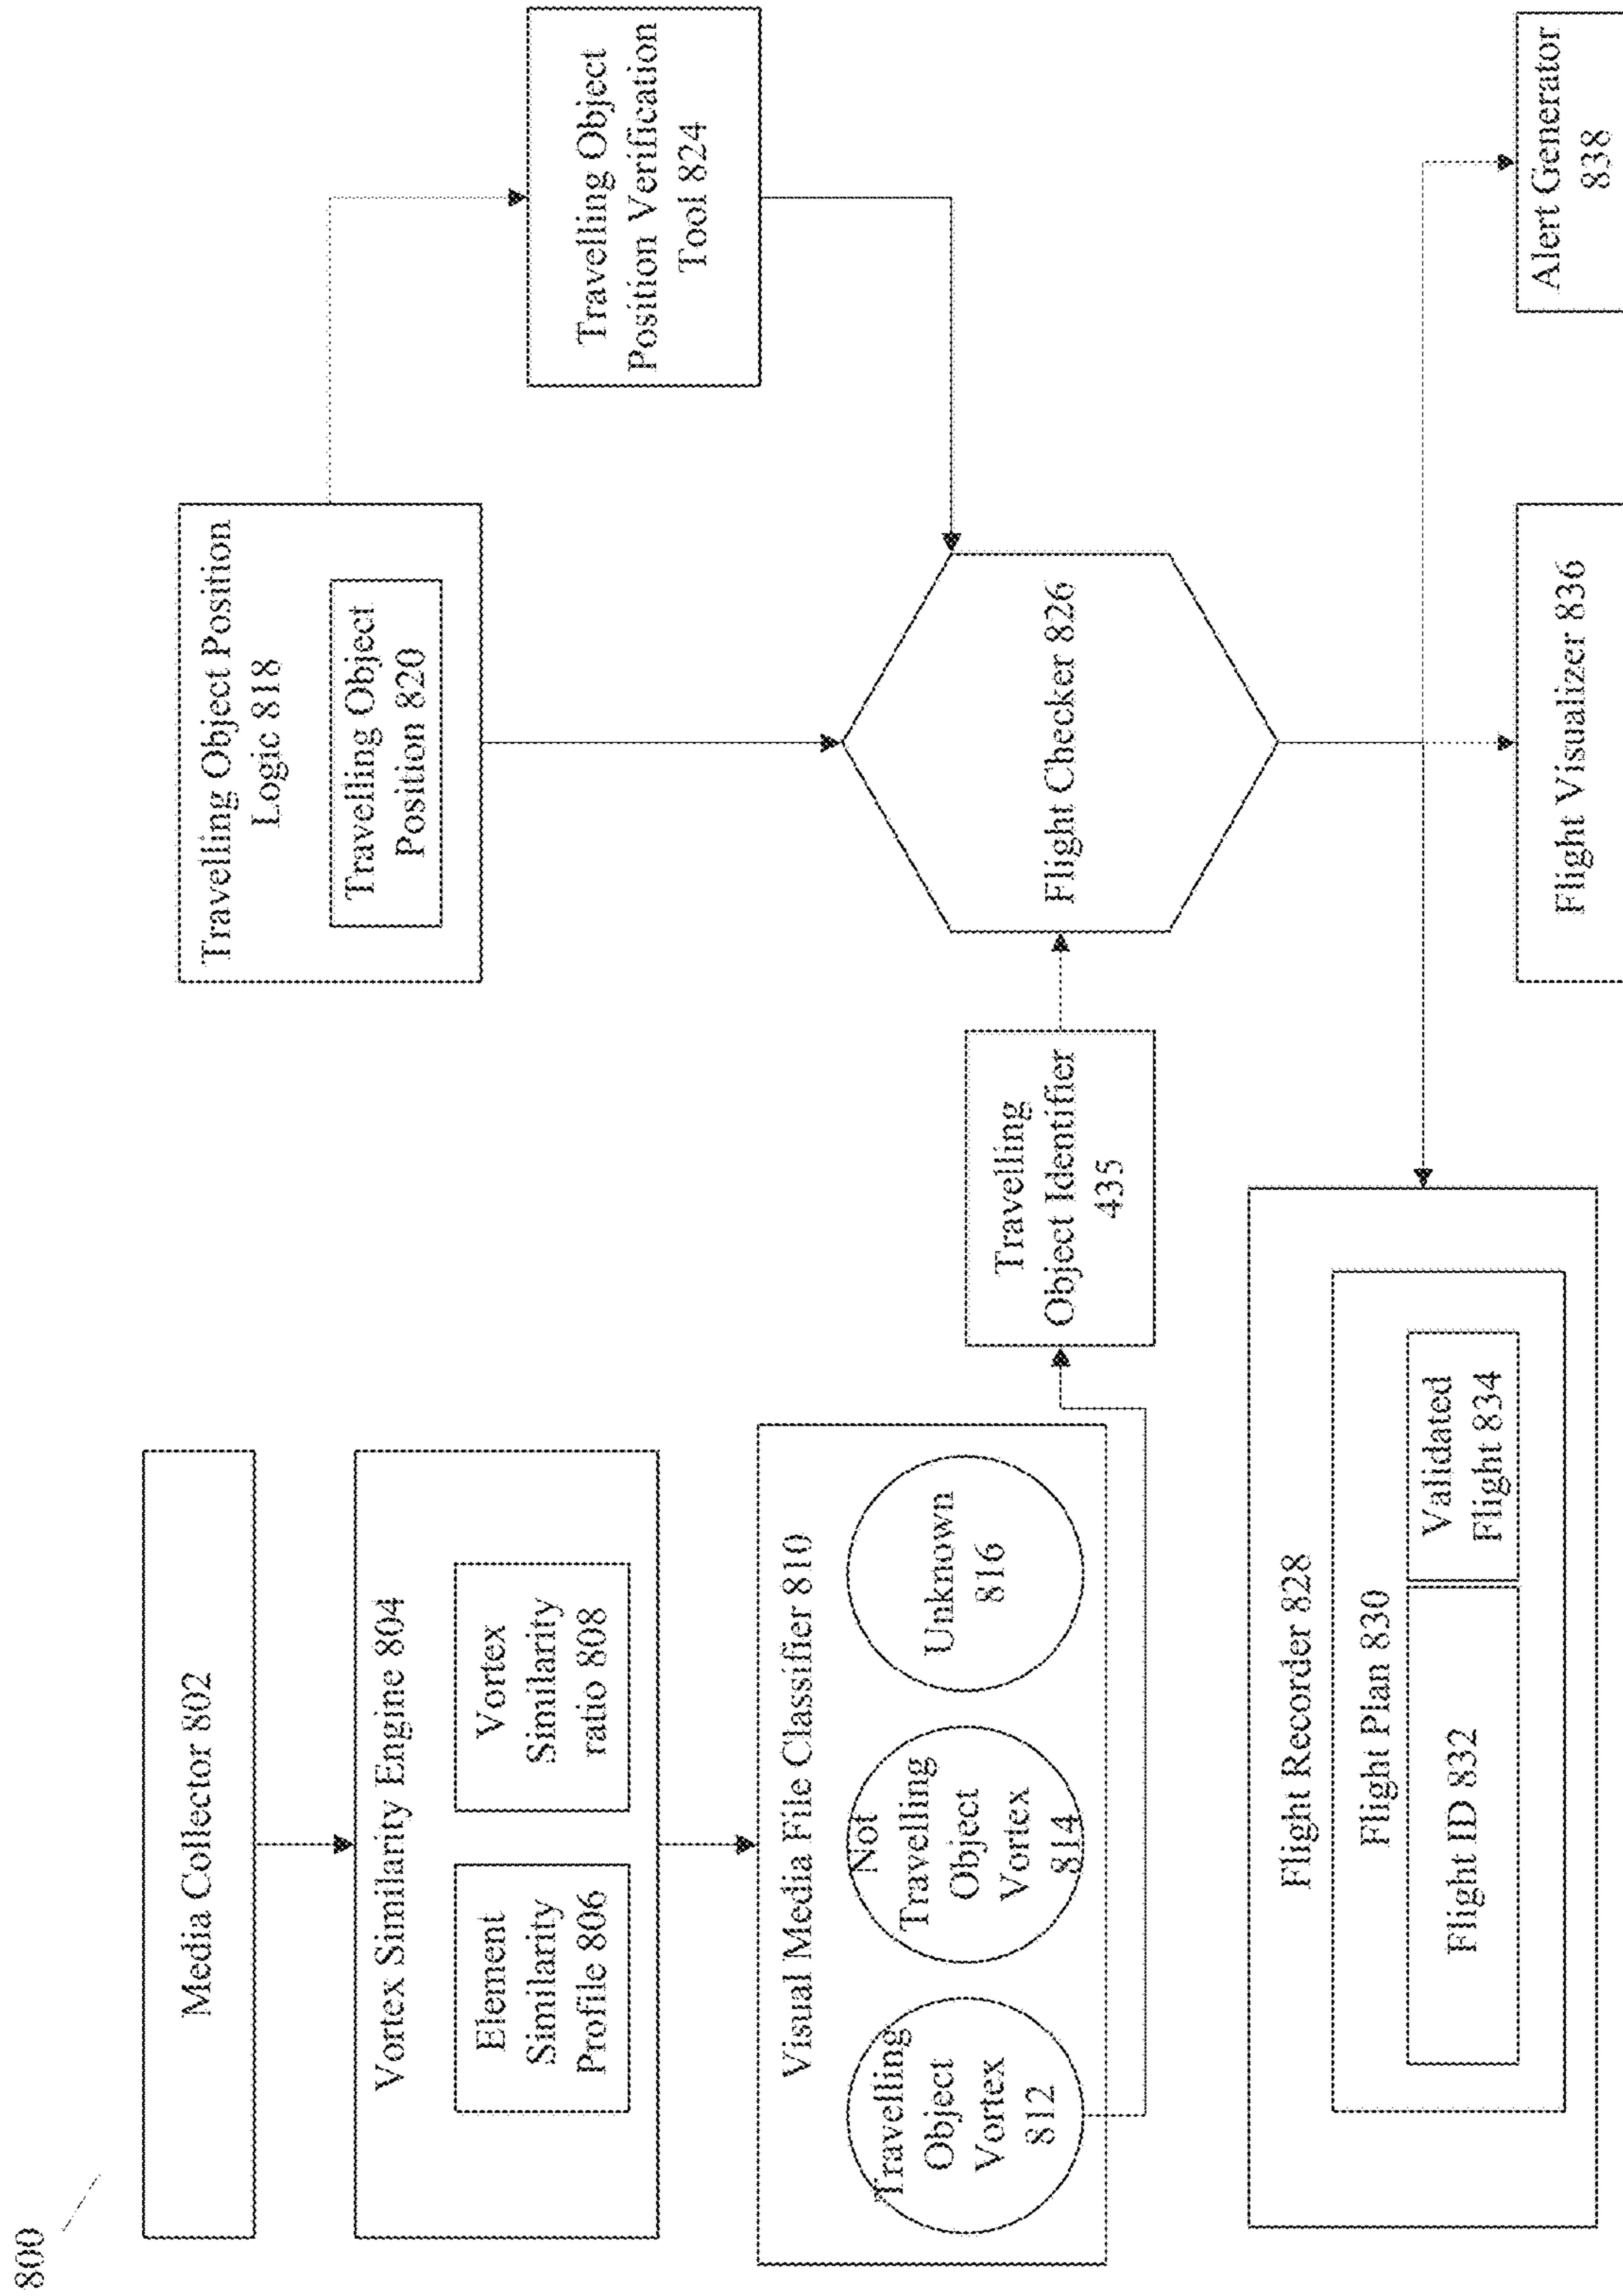 800
Media Collector 802
Vortex Similarity Engine 804
Element
Similarity
Profile 806
Vortex
Similarity
ratio 808
Visual Media File Classifier 810
Travelling
Object
Vortex
812
Not
Travelling
Object
Vortex
814
Unknown
816
Travelling
Object Identifier
435
Travelling Object Position
Logic 818
Travelling Object
Position 820
Travelling Object
Position Verification
Tool 824
Flight Checker 826
Flight Recorder 828
Flight Plan 830
Flight ID 832
Validated
Flight 834
Flight Visualizer 836
Alert Generator
838